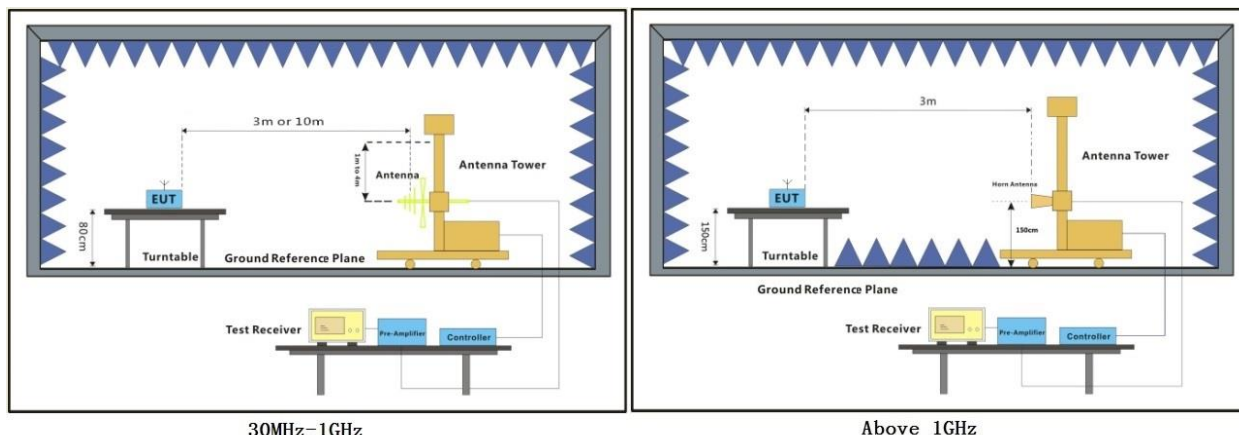 3m or 10m
1m to 4m
Antenna
Antenna Tower
EUT
80cm
Turntable
Ground Reference Plane
Test Receiver
Pre-Amplifier
Controller
30MHz-1GHz
3m
Antenna Tower
Horn Antenna
EUT
150cm
150cm
Turntable
Ground Reference Plane
Test Receiver
Pre-Amplifier
Controller
Above 1GHz